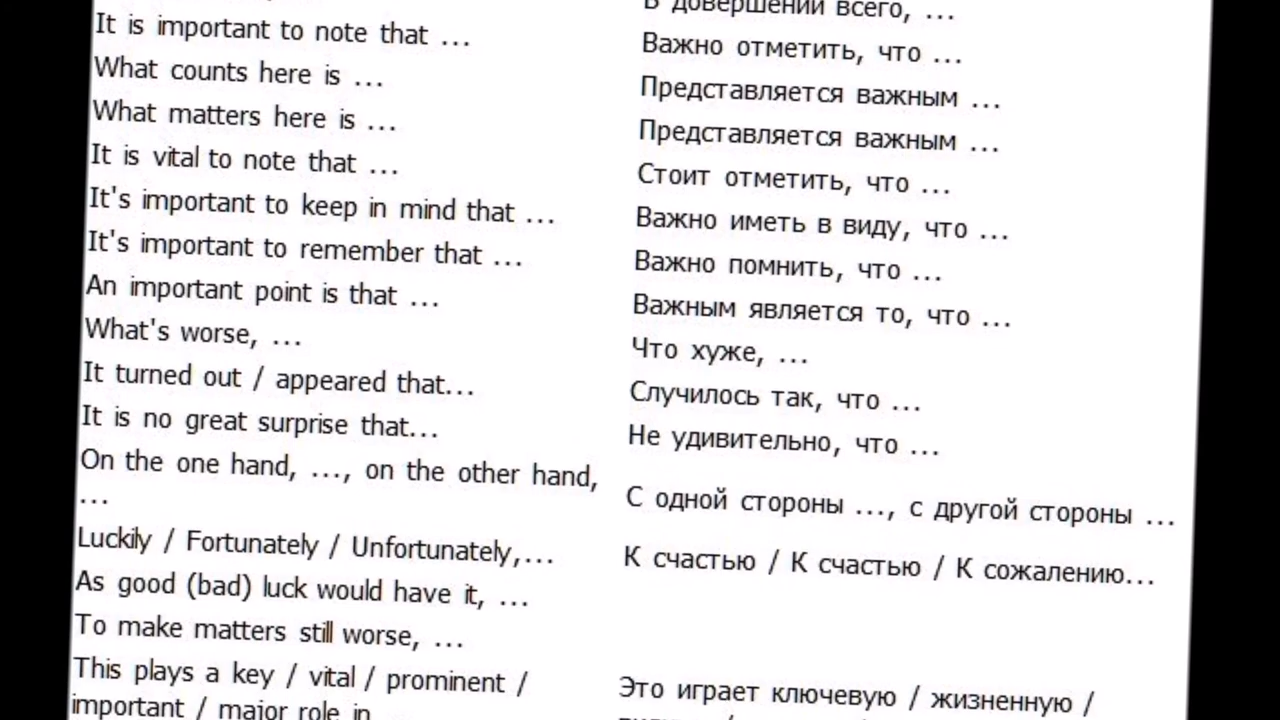 В довершении всего, ...
It is important to note that ...
Важно отметить, что ...
What counts here is ...
Представляется важным ...
What matters here is ...
Представляется важным ...
It is vital to note that ...
Стоит отметить, что ...
It's important to keep in mind that ...
Важно иметь в виду, что ...
It's important to remember that ...
Важно помнить, что ...
An important point is that ...
Важным является то, что ...
What's worse, ...
Что хуже, ...
It turned out / appeared that...
Случилось так, что ...
It is no great surprise that...
Не удивительно, что ...
On the one hand, ..., on the other hand,
...
С одной стороны ..., с другой стороны ...
Luckily / Fortunately / Unfortunately,...
К счастью / К счастью / К сожалению...
As good (bad) luck would have it, ...
To make matters still worse, ...
This plays a key / vital / prominent /
important / major role in
Это играет ключевую / жизненную /